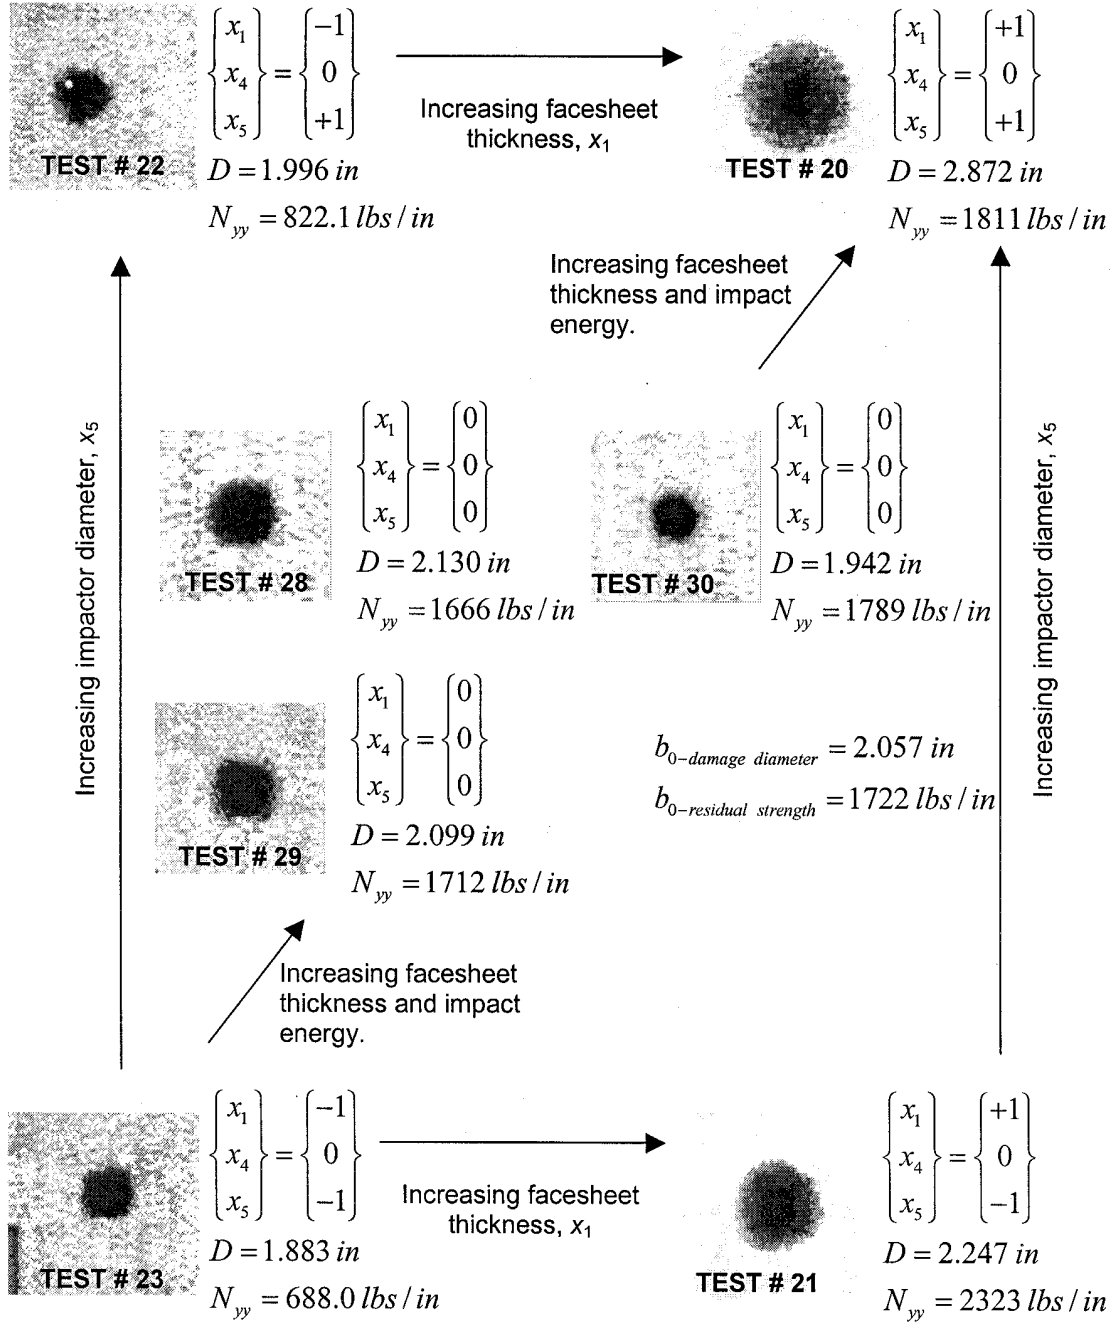 {x₁ x₄ x₅} = {−1 0 +1}
TEST # 22
D = 1.996 in
N_yy = 822.1 lbs / in
Increasing facesheet
thickness, x₁
{x₁ x₄ x₅} = {+1 0 +1}
TEST # 20
D = 2.872 in
N_yy = 1811 lbs / in
Increasing facesheet
thickness and impact
energy.
Increasing impactor diameter, x₅
{x₁ x₄ x₅} = {0 0 0}
TEST # 28
D = 2.130 in
N_yy = 1666 lbs / in
{x₁ x₄ x₅} = {0 0 0}
TEST # 30
D = 1.942 in
N_yy = 1789 lbs / in
Increasing impactor diameter, x₅
{x₁ x₄ x₅} = {0 0 0}
TEST # 29
D = 2.099 in
N_yy = 1712 lbs / in
b_0−damage diameter = 2.057 in
b_0−residual strength = 1722 lbs / in
Increasing facesheet
thickness and impact
energy.
{x₁ x₄ x₅} = {−1 0 −1}
TEST # 23
D = 1.883 in
N_yy = 688.0 lbs / in
Increasing facesheet
thickness, x₁
{x₁ x₄ x₅} = {+1 0 −1}
TEST # 21
D = 2.247 in
N_yy = 2323 lbs / in